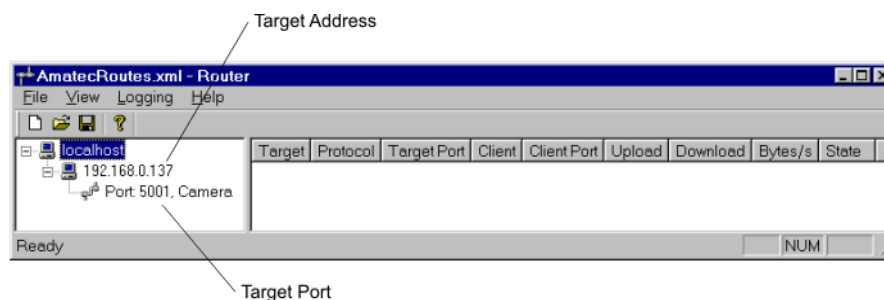 Target Address
AmatecRoutes.xml - Router
File View Logging Help
localhost
192.168.0.137
Port: 5001, Camera
Target Protocol Target Port Client Client Port Upload Download Bytes/s State
Ready
NUM
Target Port